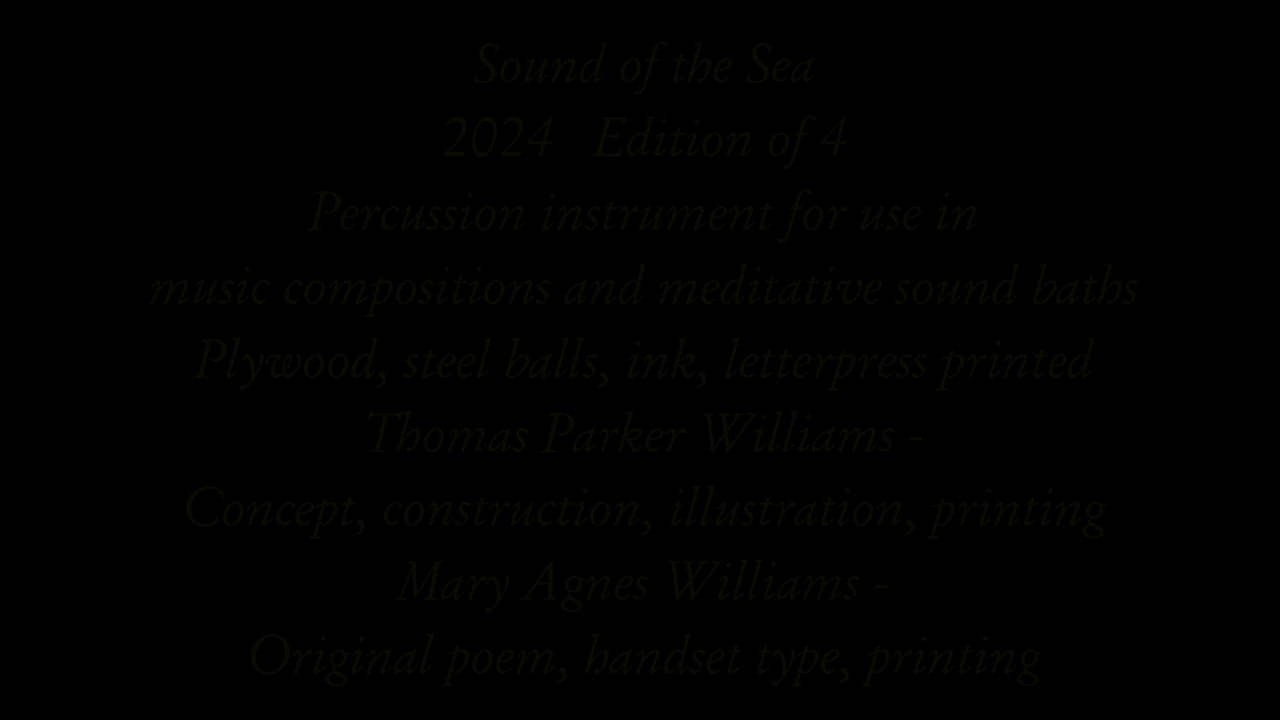 Sound of the Sea
2024 Edition of 4
Percussion instrument for use in
music compositions and meditative sound baths
Plywood, steel balls, ink, letterpress printed
Thomas Parker Williams -
Concept, construction, illustration, printing
Mary Agnes Williams -
Original poem, handset type, printing